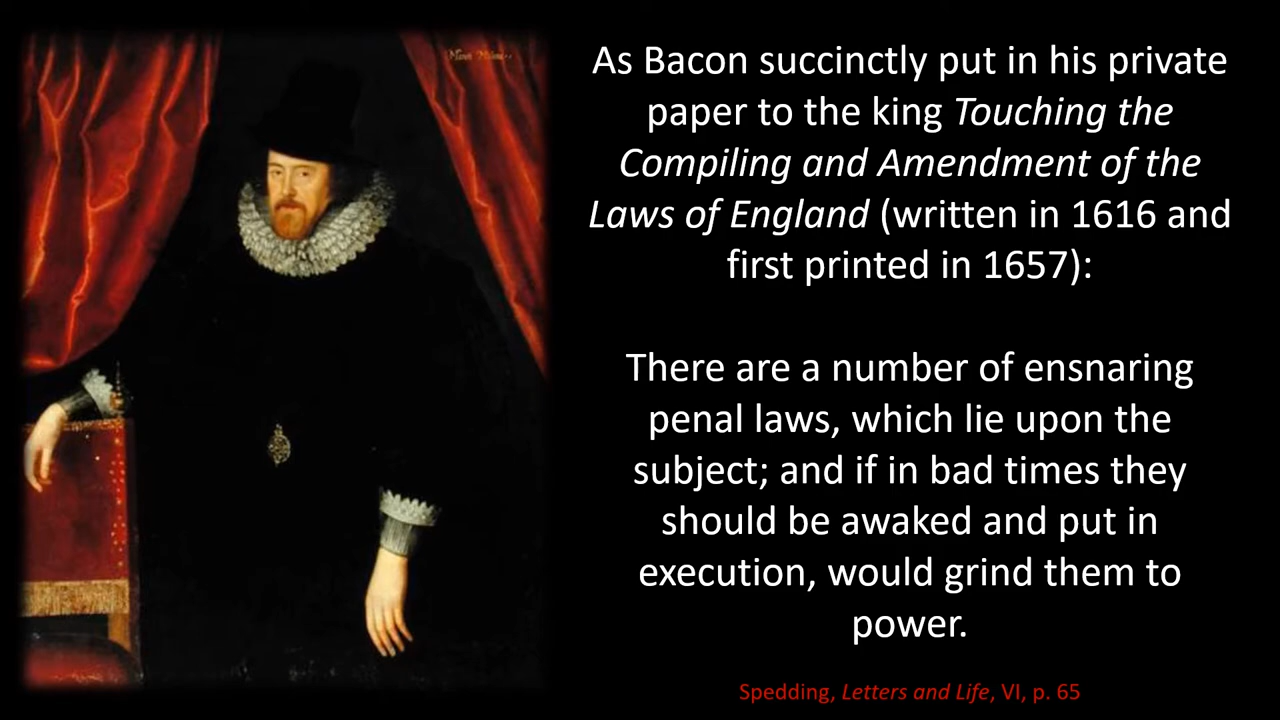 As Bacon succinctly put in his private
paper to the king Touching the
Compiling and Amendment of the
Laws of England (written in 1616 and
first printed in 1657):
There are a number of ensnaring
penal laws, which lie upon the
subject; and if in bad times they
should be awaked and put in
execution, would grind them to
power.
Spedding, Letters and Life, VI, p. 65